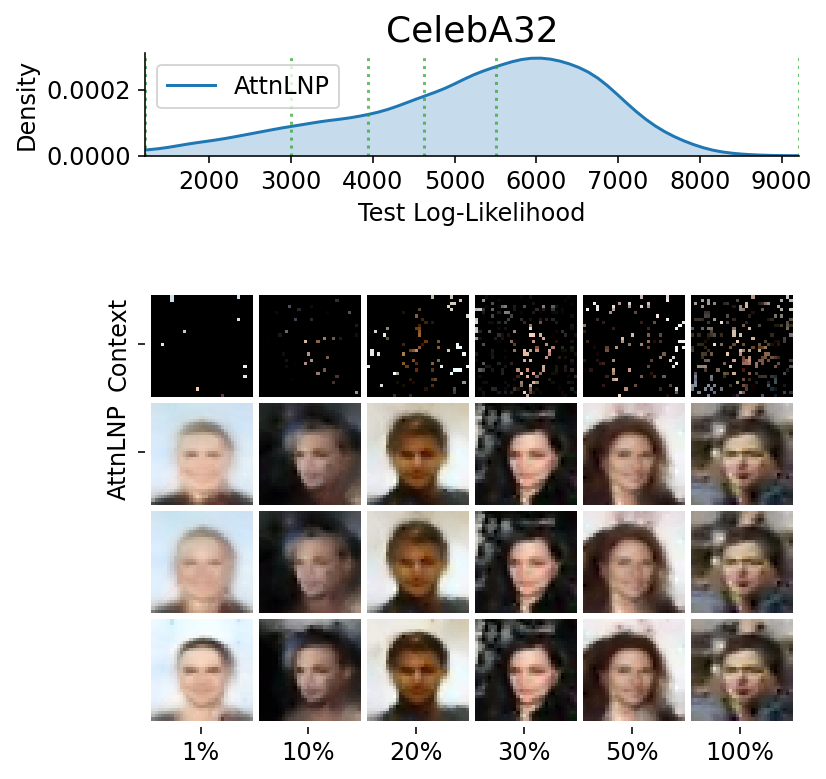 CelebA32
Density
0.0002
0.0000
AttnLNP
2000 3000 4000 5000 6000 7000 8000 9000
Test Log-Likelihood
Context
AttnLNP
1% 10% 20% 30% 50% 100%